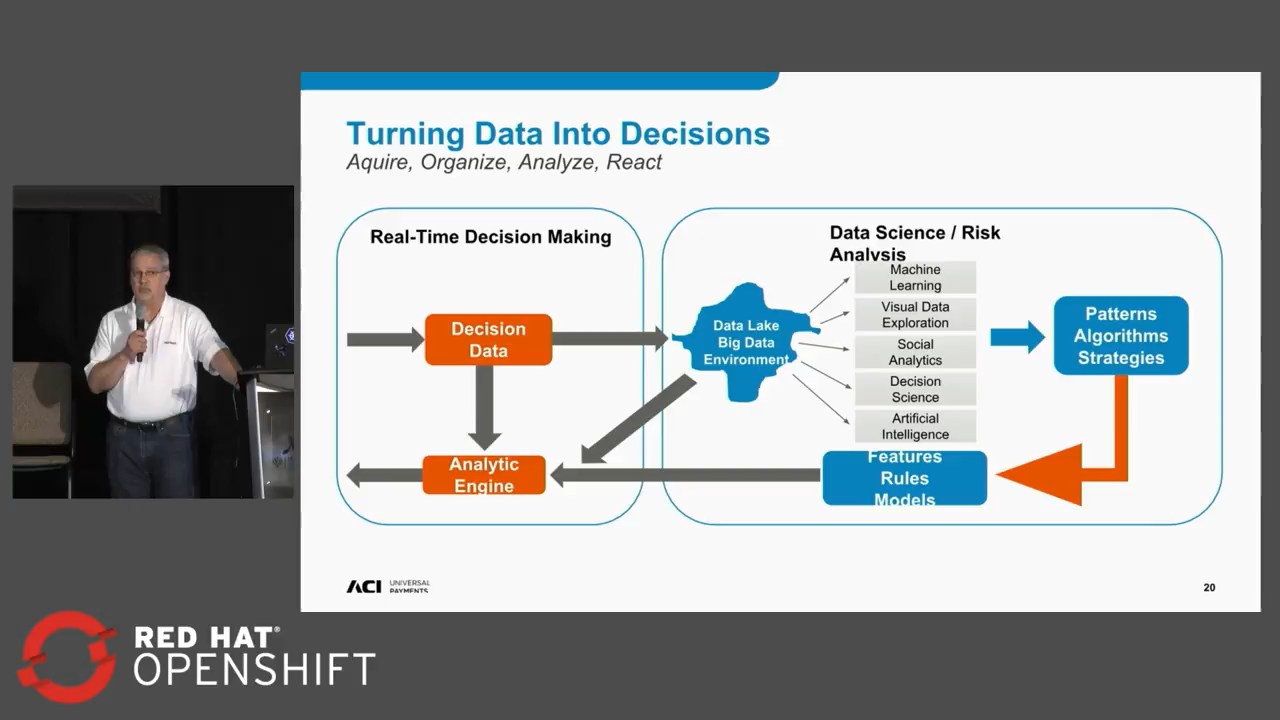 Turning Data Into Decisions
Aquire, Organize, Analyze, React
Real-Time Decision Making
Decision
Data
Analytic
Engine
Data Science / Risk
Analysis
Data Lake
Big Data
Environment
Machine
Learning
Visual Data
Exploration
Social
Analytics
Decision
Science
Artificial
Intelligence
Patterns
Algorithms
Strategies
Features
Rules
Models
ACI UNIVERSAL
PAYMENTS
20
RED HAT®
OPENSHIFT